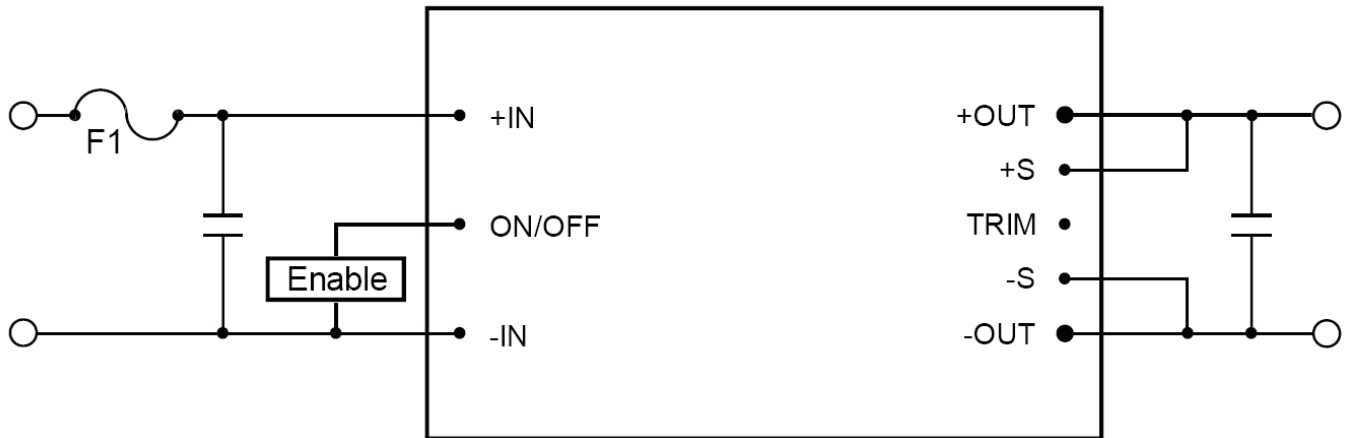 F1
+IN
ON/OFF
Enable
-IN
+OUT
+S
TRIM
-S
-OUT